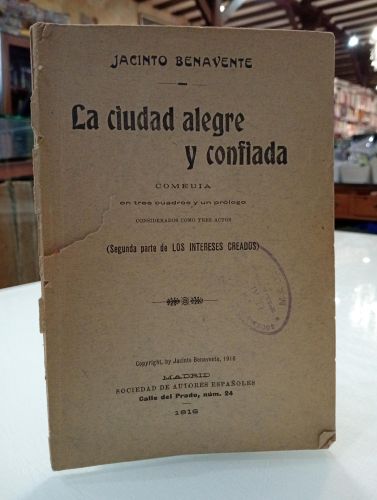 JACINTO BENAVENTE
La ciudad alegre
y confiada
COMEDIA
en tres cuadros y un prólogo
CONSIDERADOS COMO TRES ACTOS
(Segunda parte de LOS INTERESES CREADOS)
Copyright, by Jacinto Benavente, 1916
MADRID
SOCIEDAD DE AUTORES ESPAÑOLES
Calle del Prado, núm. 24
1916